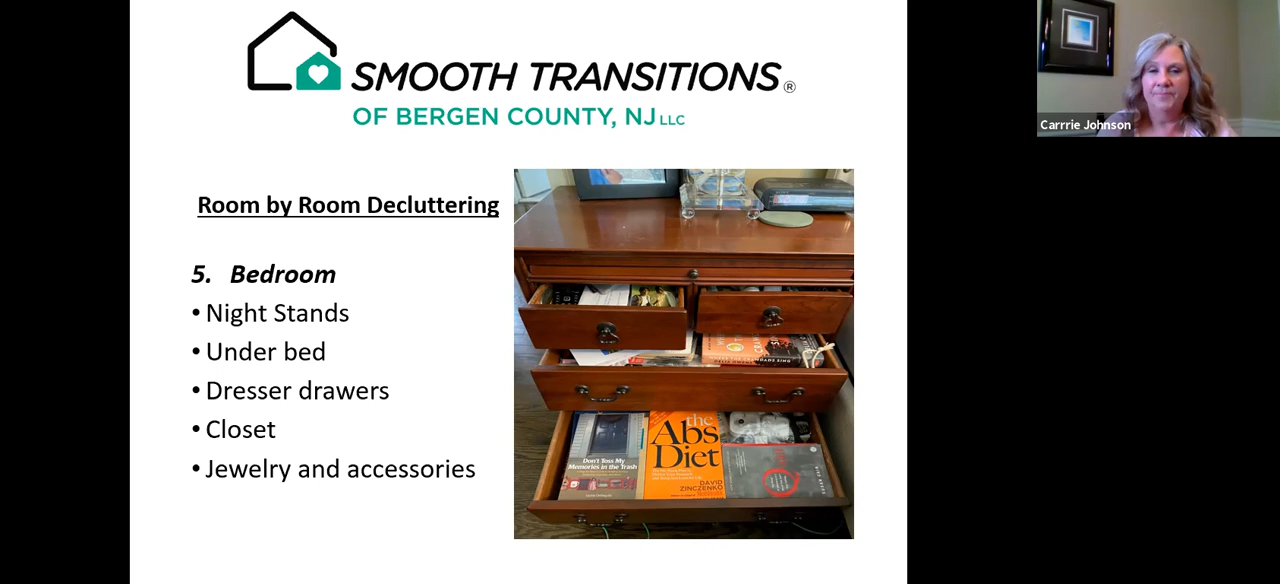 SMOOTH TRANSITIONS®
OF BERGEN COUNTY, NJ LLC
Carrrie Johnson
Room by Room Decluttering
5. Bedroom
• Night Stands
• Under bed
• Dresser drawers
• Closet
• Jewelry and accessories
Don't Toss My
Memories in the Trash
the
Abs
Diet
DAVID
ZINCZENKO